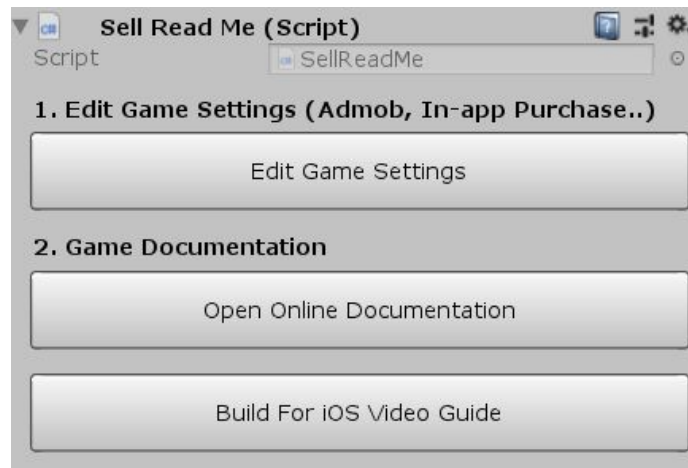 Sell Read Me (Script)
Script SellReadMe
1. Edit Game Settings (Admob, In-app Purchase..)
Edit Game Settings
2. Game Documentation
Open Online Documentation
Build For iOS Video Guide